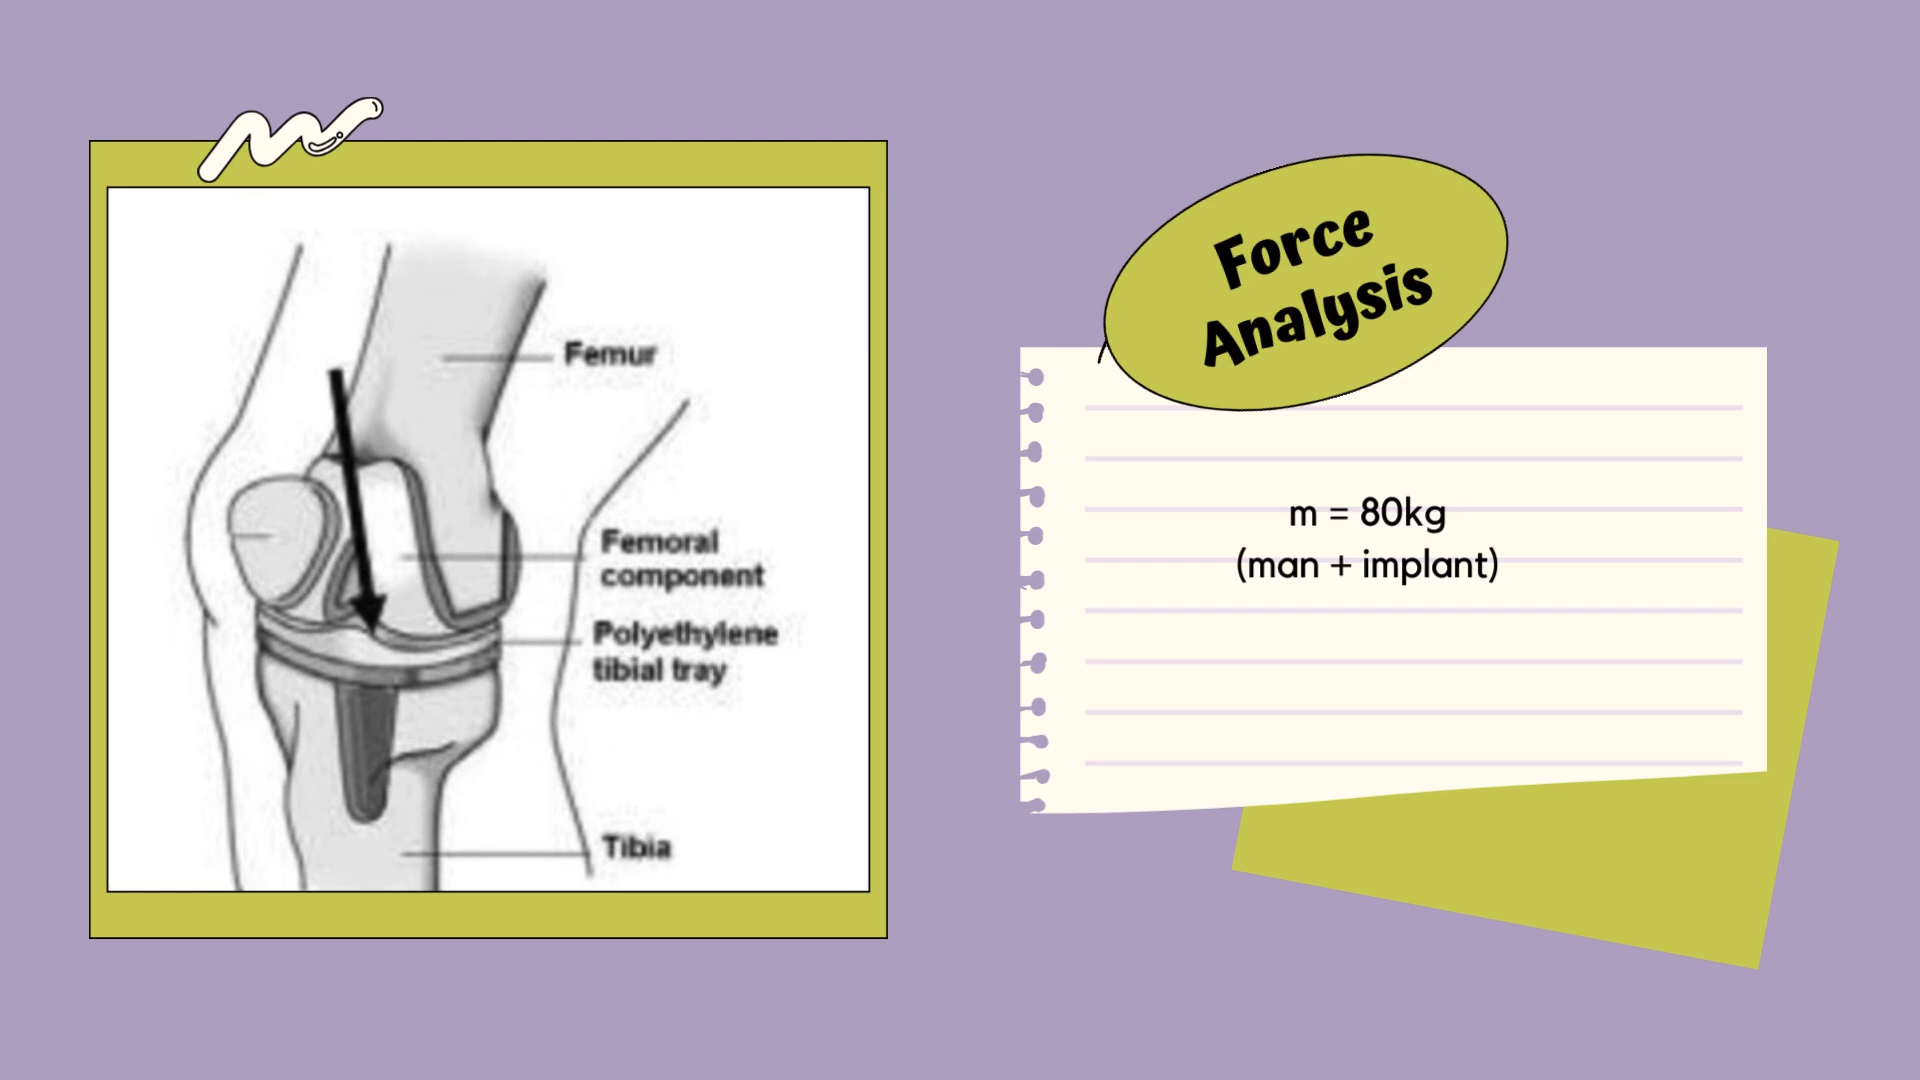 Femur
Femoral
component
Polyethylene
tibial tray
Tibia
Force
Analysis
m = 80kg
(man + implant)